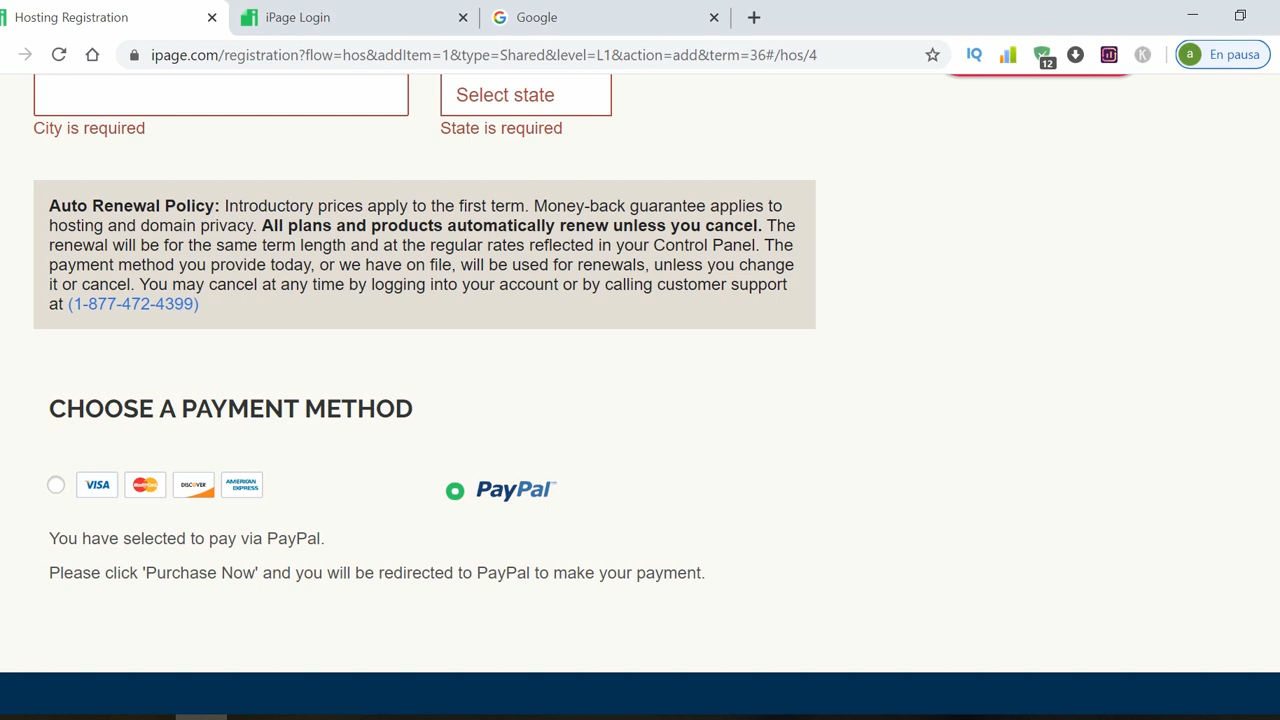 Hosting Registration
iPage Login
Google
ipage.com/registration?flow=hos&addItem=1&type=Shared&level=L1&action=add&term=36#/hos/4
IQ
12
K
a
En pausa
Select state
City is required
State is required
Auto Renewal Policy: Introductory prices apply to the first term. Money-back guarantee applies to
hosting and domain privacy. All plans and products automatically renew unless you cancel. The
renewal will be for the same term length and at the regular rates reflected in your Control Panel. The
payment method you provide today, or we have on file, will be used for renewals, unless you change
it or cancel. You may cancel at any time by logging into your account or by calling customer support
at (1-877-472-4399)
CHOOSE A PAYMENT METHOD
VISA
MasterCard
DISCOVER
AMERICAN
EXPRESS
PayPal
You have selected to pay via PayPal.
Please click 'Purchase Now' and you will be redirected to PayPal to make your payment.